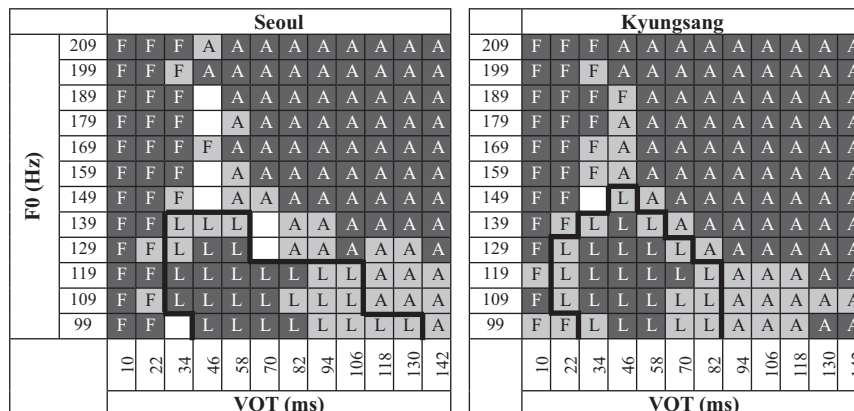 Seoul
F0 (Hz)
209 F F F A A A A A A A A A
199 F F F A A A A A A A A A
189 F F F A A A A A A A A
179 F F F A A A A A A A A
169 F F F F A A A A A A A A
159 F F F A A A A A A A A
149 F F F A A A A A A A A
139 F F L L L A A A A A A
129 F F L L L A A A A A A
119 F F L L L L L L L A A A
109 F F L L L L L L L A A A
99 F F L L L L L L L L A
10 22 34 46 58 70 82 94 106 118 130 142
VOT (ms)
Kyungsang
209 F F F A A A A A A A A A
199 F F F A A A A A A A A A
189 F F F F A A A A A A A A
179 F F F A A A A A A A A A
169 F F F A A A A A A A A A
159 F F F A A A A A A A A A
149 F F L A A A A A A A A
139 F F L L L A A A A A A A
129 F L L L L A A A A A A A
119 F L L L L L A A A A A A
109 F L L L L L A A A A A A
99 F F L L L L A A A A A A
10 22 34 46 58 70 82 94 106 118 130
VOT (ms)